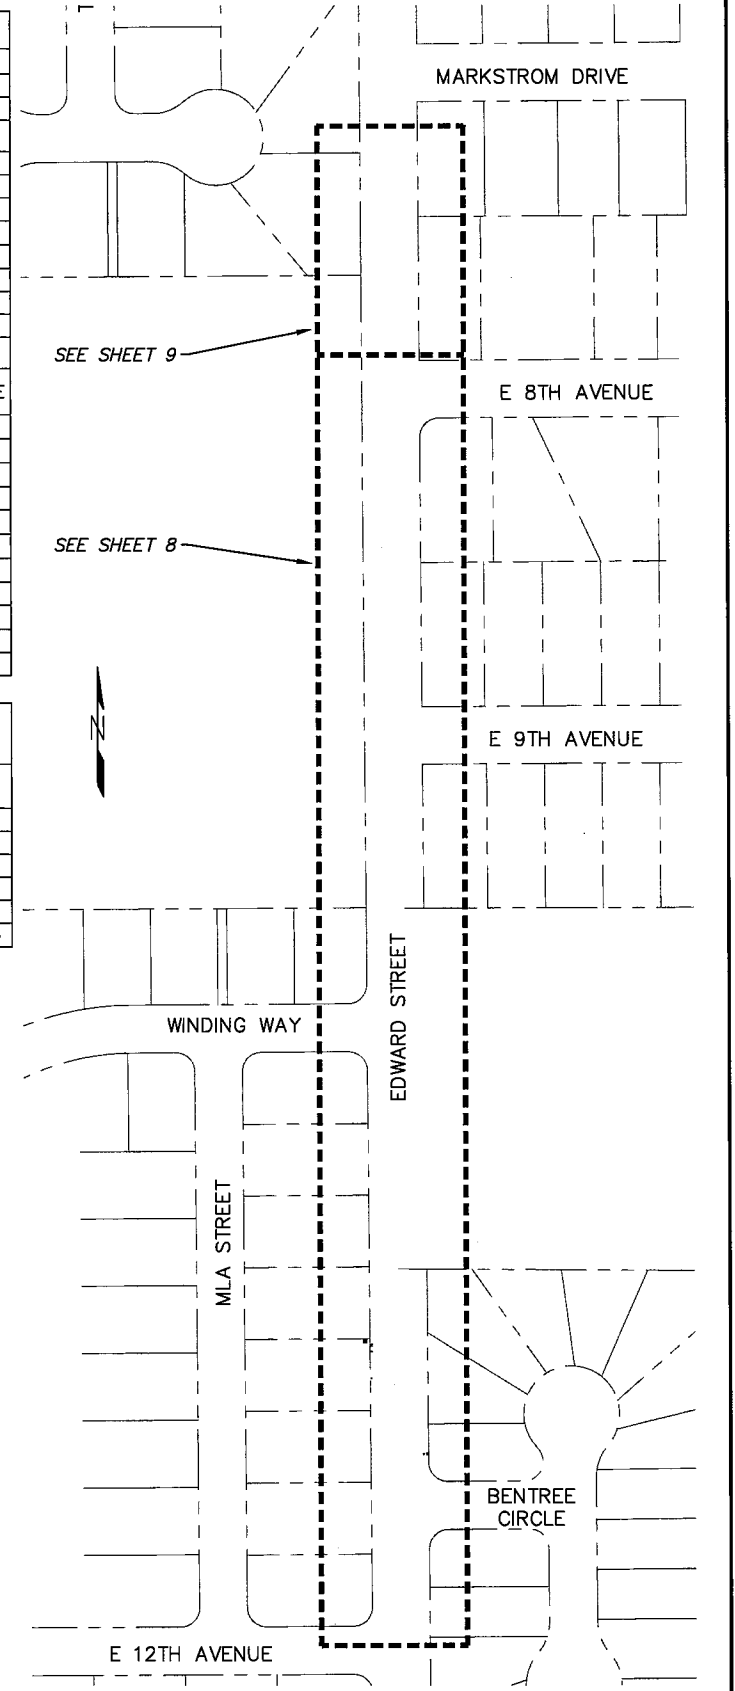 MARKSTROM DRIVE
SEE SHEET 9
E 8TH AVENUE
SEE SHEET 8
N
E 9TH AVENUE
EDWARD STREET
WINDING WAY
MLA STREET
BENTREE
CIRCLE
E 12TH AVENUE